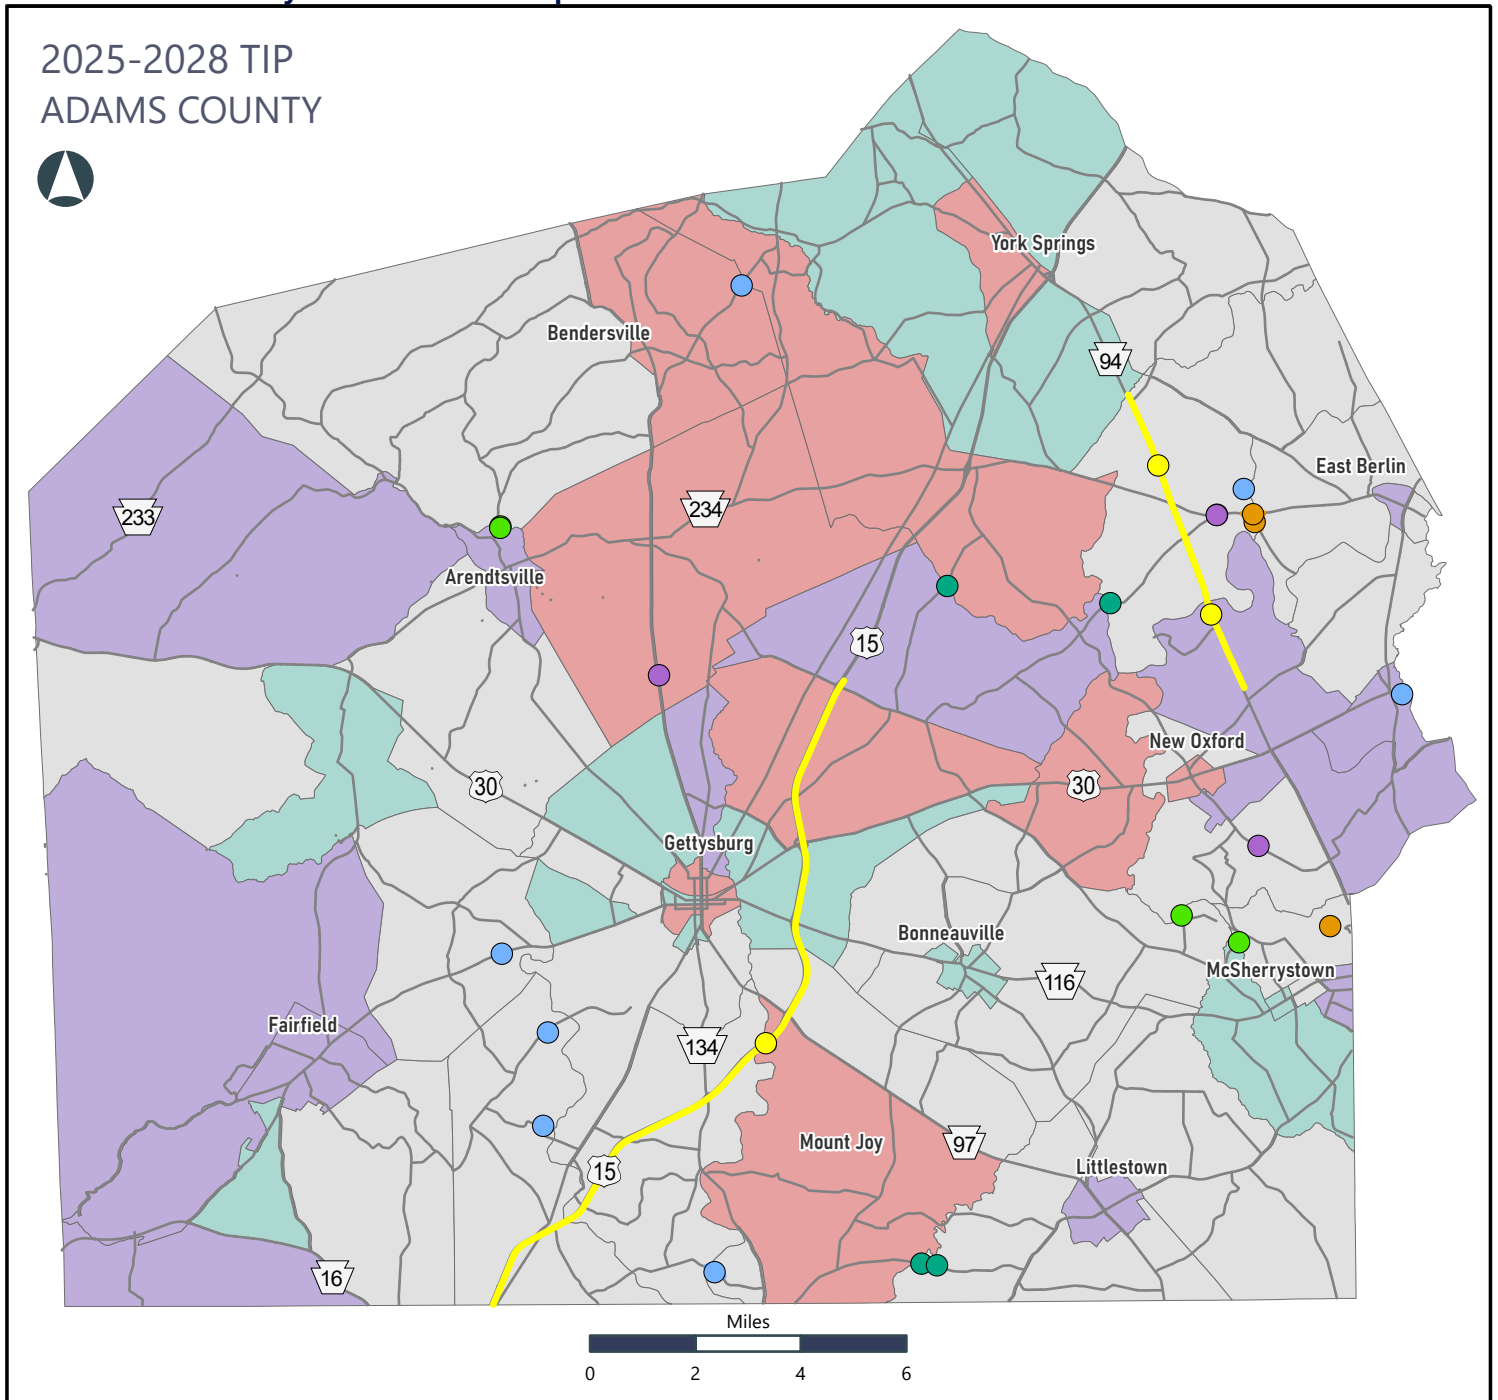 2025-2028 TIP
ADAMS COUNTY
York Springs
Bendersville
94
East Berlin
233
234
Arendtsville
15
New Oxford
30
30
Gettysburg
Bonneauville
McSherrystown
116
Fairfield
134
Mount Joy
97
15
Littlestown
16
Miles
0 2 4 6